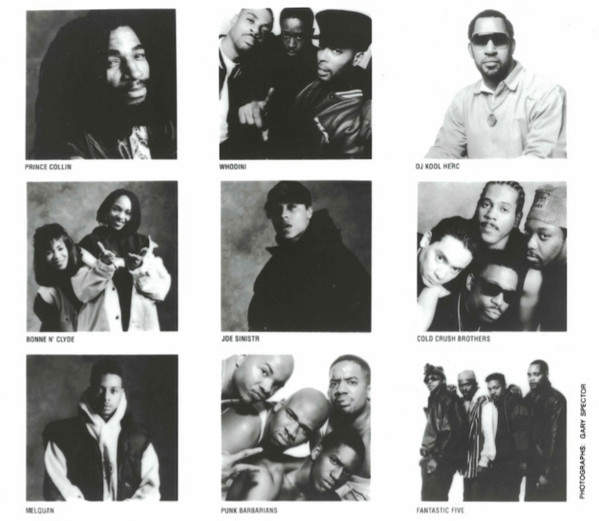 PRINCE COLLIN
WHODINI
DJ KOOL HERC
BONNE N' CLYDE
JOE SINISTR
COLD CRUSH BROTHERS
MELQUAN
PUNK BARBARIANS
FANTASTIC FIVE
PHOTOGRAPHS: GARY SPECTOR